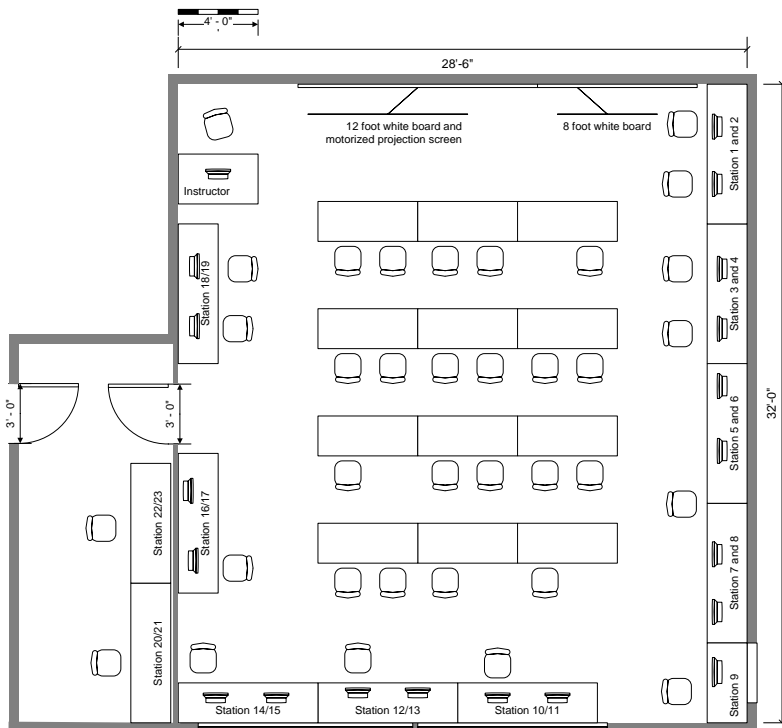 4' - 0"
28'-6"
12 foot white board and
motorized projection screen
8 foot white board
Station 1 and 2
Instructor
Station 18/19
Station 3 and 4
3' - 0"
3' - 0"
32'-0"
Station 5 and 6
Station 22/23
Station 16/17
Station 7 and 8
Station 20/21
Station 9
Station 14/15
Station 12/13
Station 10/11